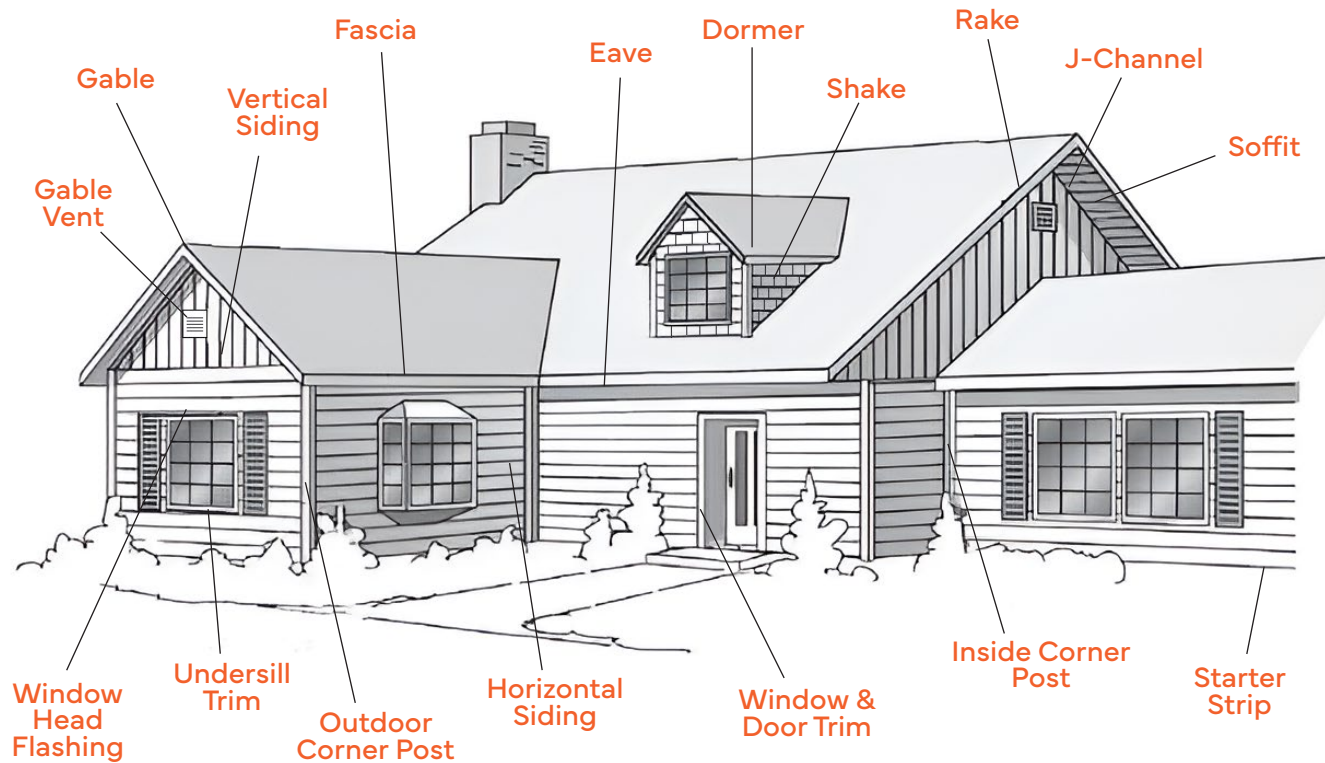 Fascia
Eave
Dormer
Rake
J-Channel
Gable
Vertical
Siding
Shake
Soffit
Gable
Vent
Window
Head
Flashing
Undersill
Trim
Outdoor
Corner Post
Horizontal
Siding
Window &
Door Trim
Inside Corner
Post
Starter
Strip